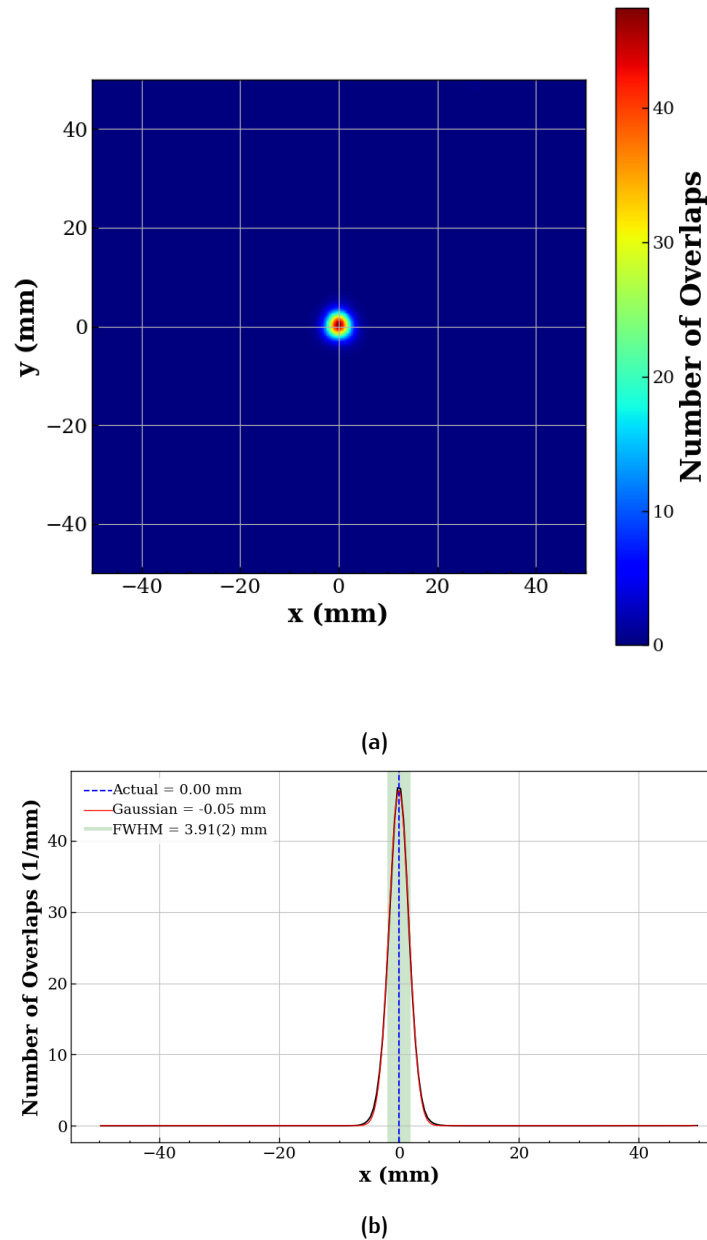 40
20
0
−20
−40
y (mm)
−40
−20
0
20
40
x (mm)
40
30
20
10
0
Number of Overlaps
(a)
Actual = 0.00 mm
Gaussian = -0.05 mm
FWHM = 3.91(2) mm
40
30
20
10
0
Number of Overlaps (1/mm)
−40
−20
0
20
40
x (mm)
(b)